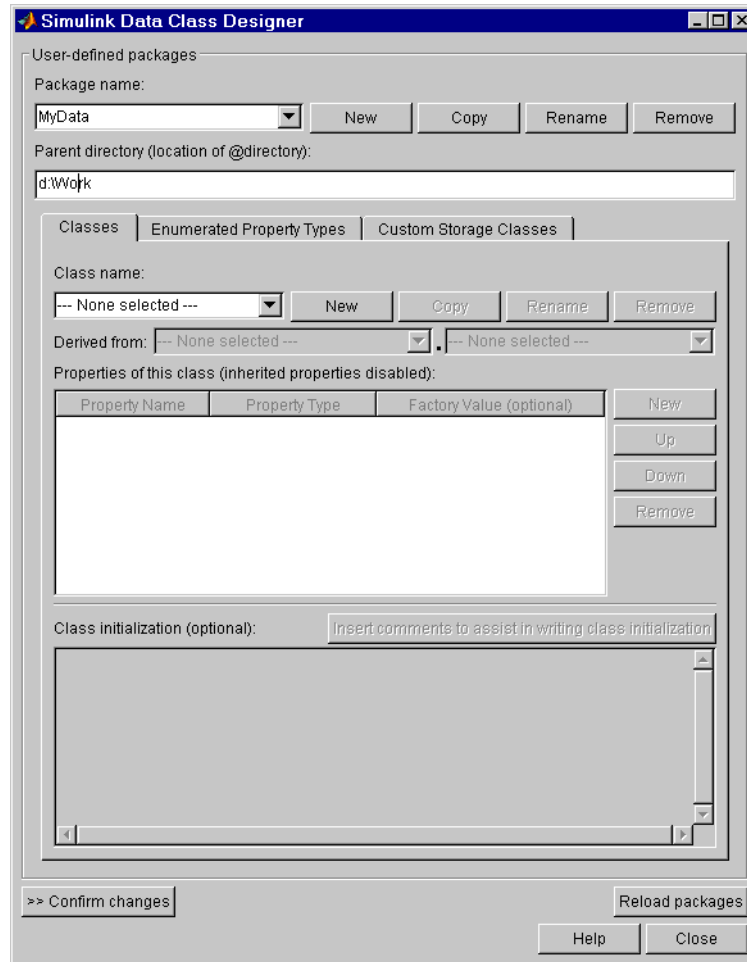 Simulink Data Class Designer
User-defined packages
Package name:
MyData New Copy Rename Remove
Parent directory (location of @directory):
d:\Work
Classes Enumerated Property Types Custom Storage Classes
Class name:
--- None selected --- New Copy Rename Remove
Derived from: --- None selected --- . --- None selected ---
Properties of this class (inherited properties disabled):
Property Name Property Type Factory Value (optional) New
Up
Down
Remove
Class initialization (optional): Insert comments to assist in writing class initialization
>> Confirm changes Reload packages
Help Close